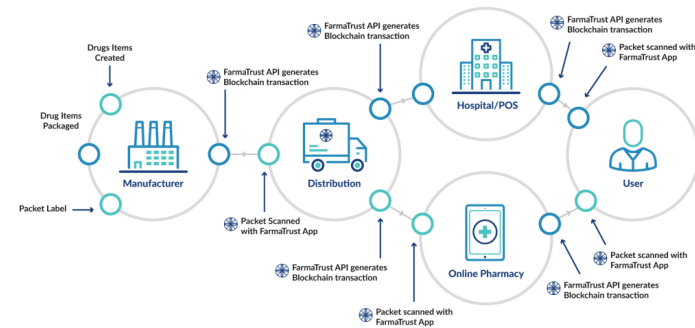 Drugs Items
Created
Drug Items
Packaged
Packet Label
Manufacturer
FarmaTrust API generates
Blockchain transaction
Packet Scanned
with FarmaTrust App
Distribution
FarmaTrust API generates
Blockchain transaction
FarmaTrust API generates
Blockchain transaction
Hospital/POS
Packet scanned with
FarmaTrust App
Online Pharmacy
FarmaTrust API generates
Blockchain transaction
Packet scanned with
FarmaTrust App
User
Packet scanned with
FarmaTrust App
FarmaTrust API generates
Blockchain transaction